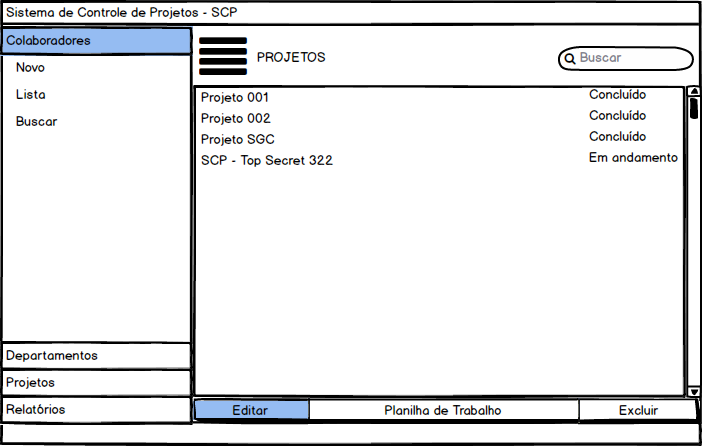 Sistema de Controle de Projetos - SCP
Colaboradores
Novo
Lista
Buscar
Departamentos
Projetos
Relatórios
PROJETOS
Buscar
Projeto 001 Concluído
Projeto 002 Concluído
Projeto SGC Concluído
SCP - Top Secret 322 Em andamento
Editar Planilha de Trabalho Excluir